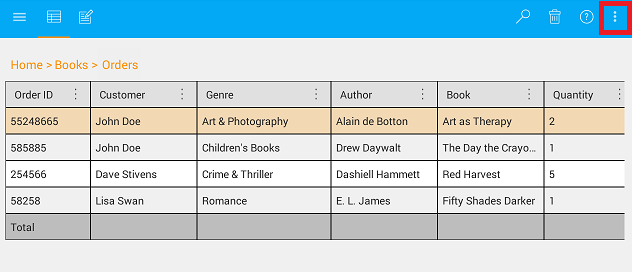 Home > Books > Orders
Order ID Customer Genre Author Book Quantity
55248665 John Doe Art & Photography Alain de Botton Art as Therapy 2
585885 John Doe Children's Books Drew Daywalt The Day the Crayo... 1
254566 Dave Stivens Crime & Thriller Dashiell Hammett Red Harvest 5
58258 Lisa Swan Romance E. L. James Fifty Shades Darker 1
Total